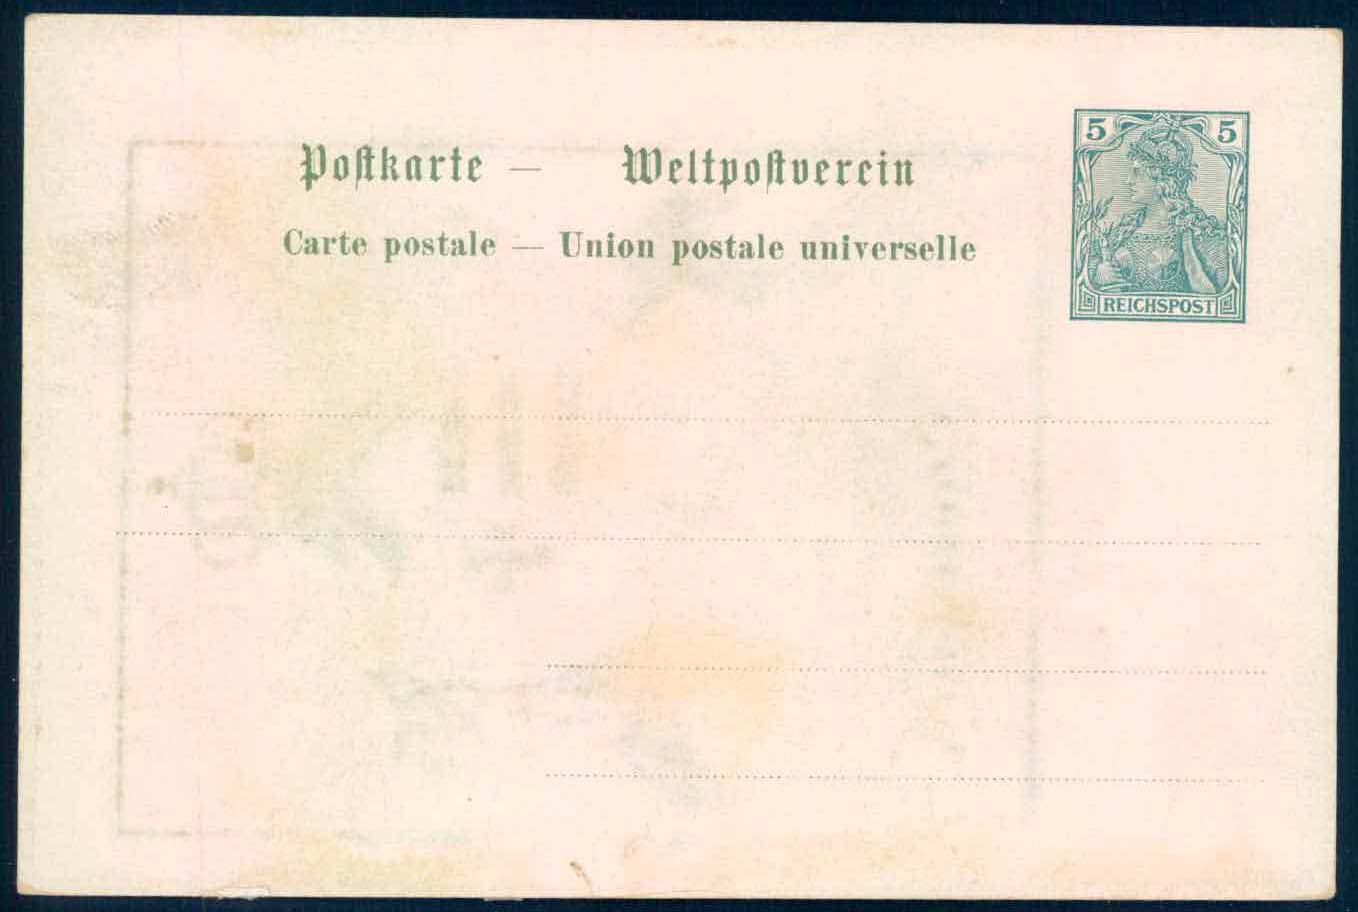 Postkarte — Weltpostverein
Carte postale — Union postale universelle
5 5
REICHSPOST